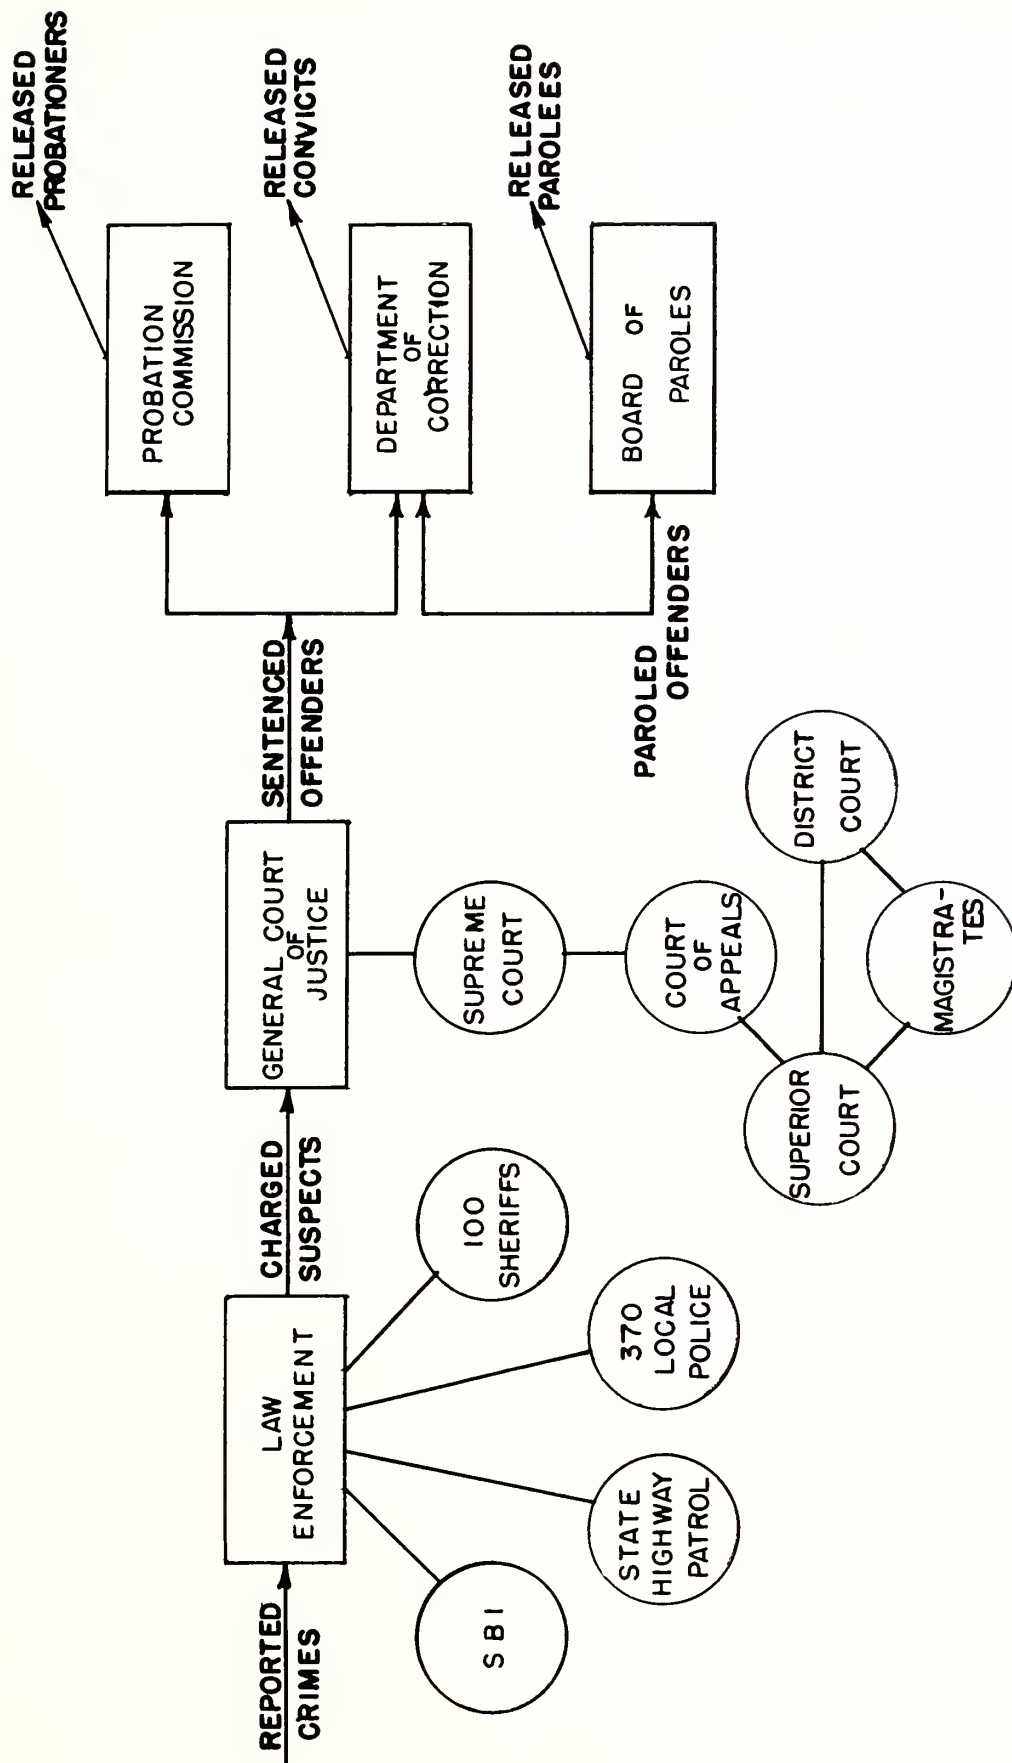 REPORTED
CRIMES
LAW
ENFORCEMENT
SBI
STATE
HIGHWAY
PATROL
370
LOCAL
POLICE
100
SHERIFFS
CHARGED
SUSPECTS
GENERAL COURT
OF
JUSTICE
SUPREME
COURT
COURT
OF
APPEALS
SUPERIOR
COURT
DISTRICT
COURT
MAGISTRA-
TES
SENTENCED
OFFENDERS
PROBATION
COMMISSION
RELEASED
PROBATIONERS
DEPARTMENT
OF
CORRECTION
RELEASED
CONVICTS
PAROLED
OFFENDERS
BOARD OF
PAROLES
RELEASED
PAROLEES